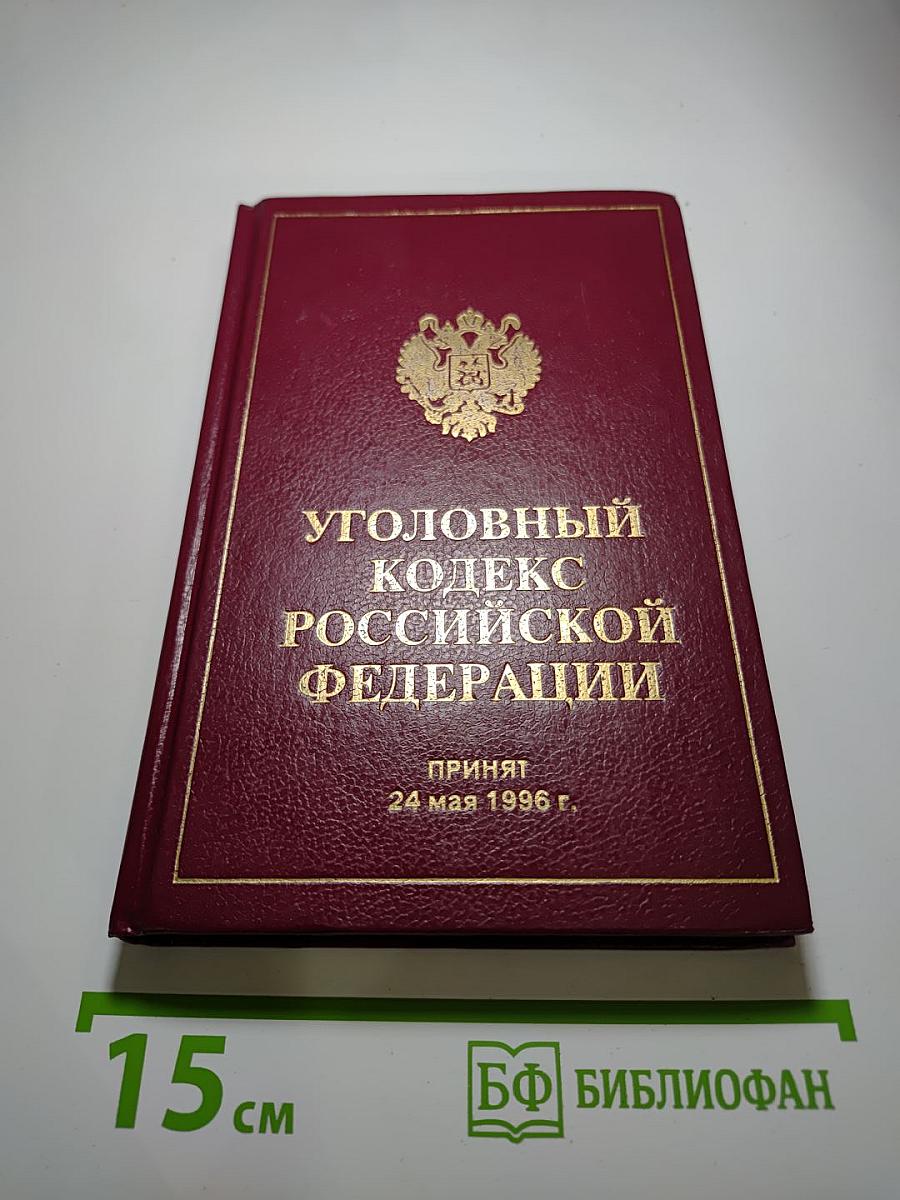 УГОЛОВНЫЙ
КОДЕКС
РОССИЙСКОЙ
ФЕДЕРАЦИИ
ПРИНЯТ
24 мая 1996 г.
15 см
БФ БИБЛИОФАН